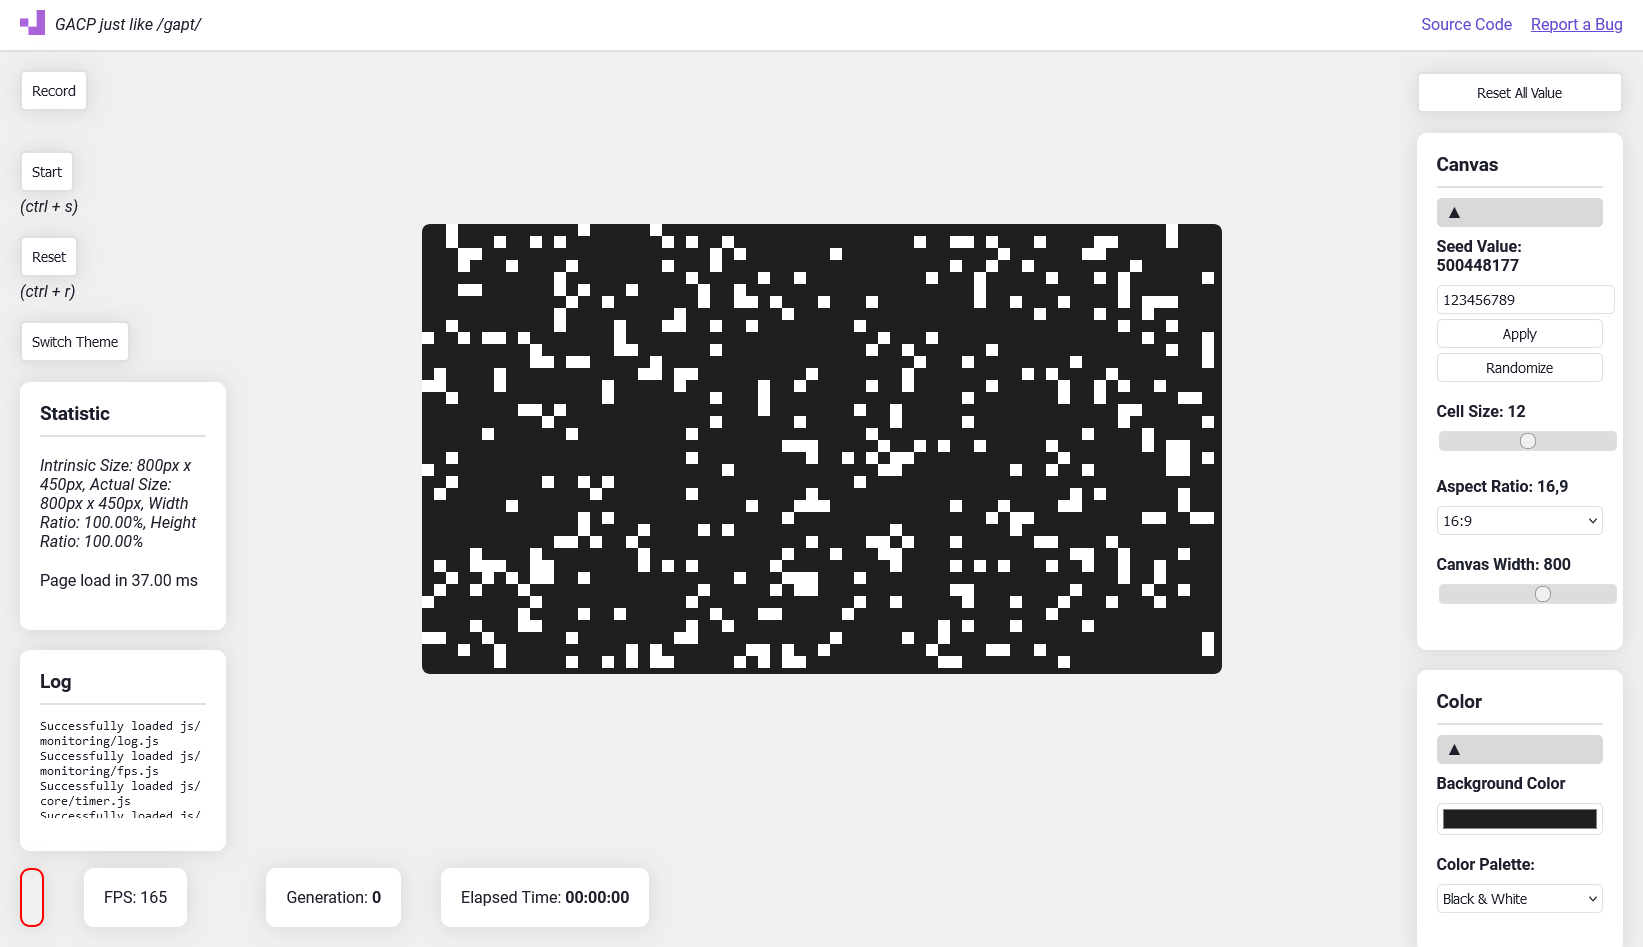 GACP just like /gapt/
Source Code
Report a Bug
Record
Start
(ctrl + s)
Reset
(ctrl + r)
Switch Theme
Statistic
Intrinsic Size: 800px x
450px, Actual Size:
800px x 450px, Width
Ratio: 100.00%, Height
Ratio: 100.00%
Page load in 37.00 ms
Log
Successfully loaded js/
monitoring/log.js
Successfully loaded js/
monitoring/fps.js
Successfully loaded js/
core/timer.js
Successfully loaded js/
FPS: 165
Generation: 0
Elapsed Time: 00:00:00
Reset All Value
Canvas
▲
Seed Value:
500448177
123456789
Apply
Randomize
Cell Size: 12
Aspect Ratio: 16,9
16:9
Canvas Width: 800
Color
▲
Background Color
Color Palette:
Black & White